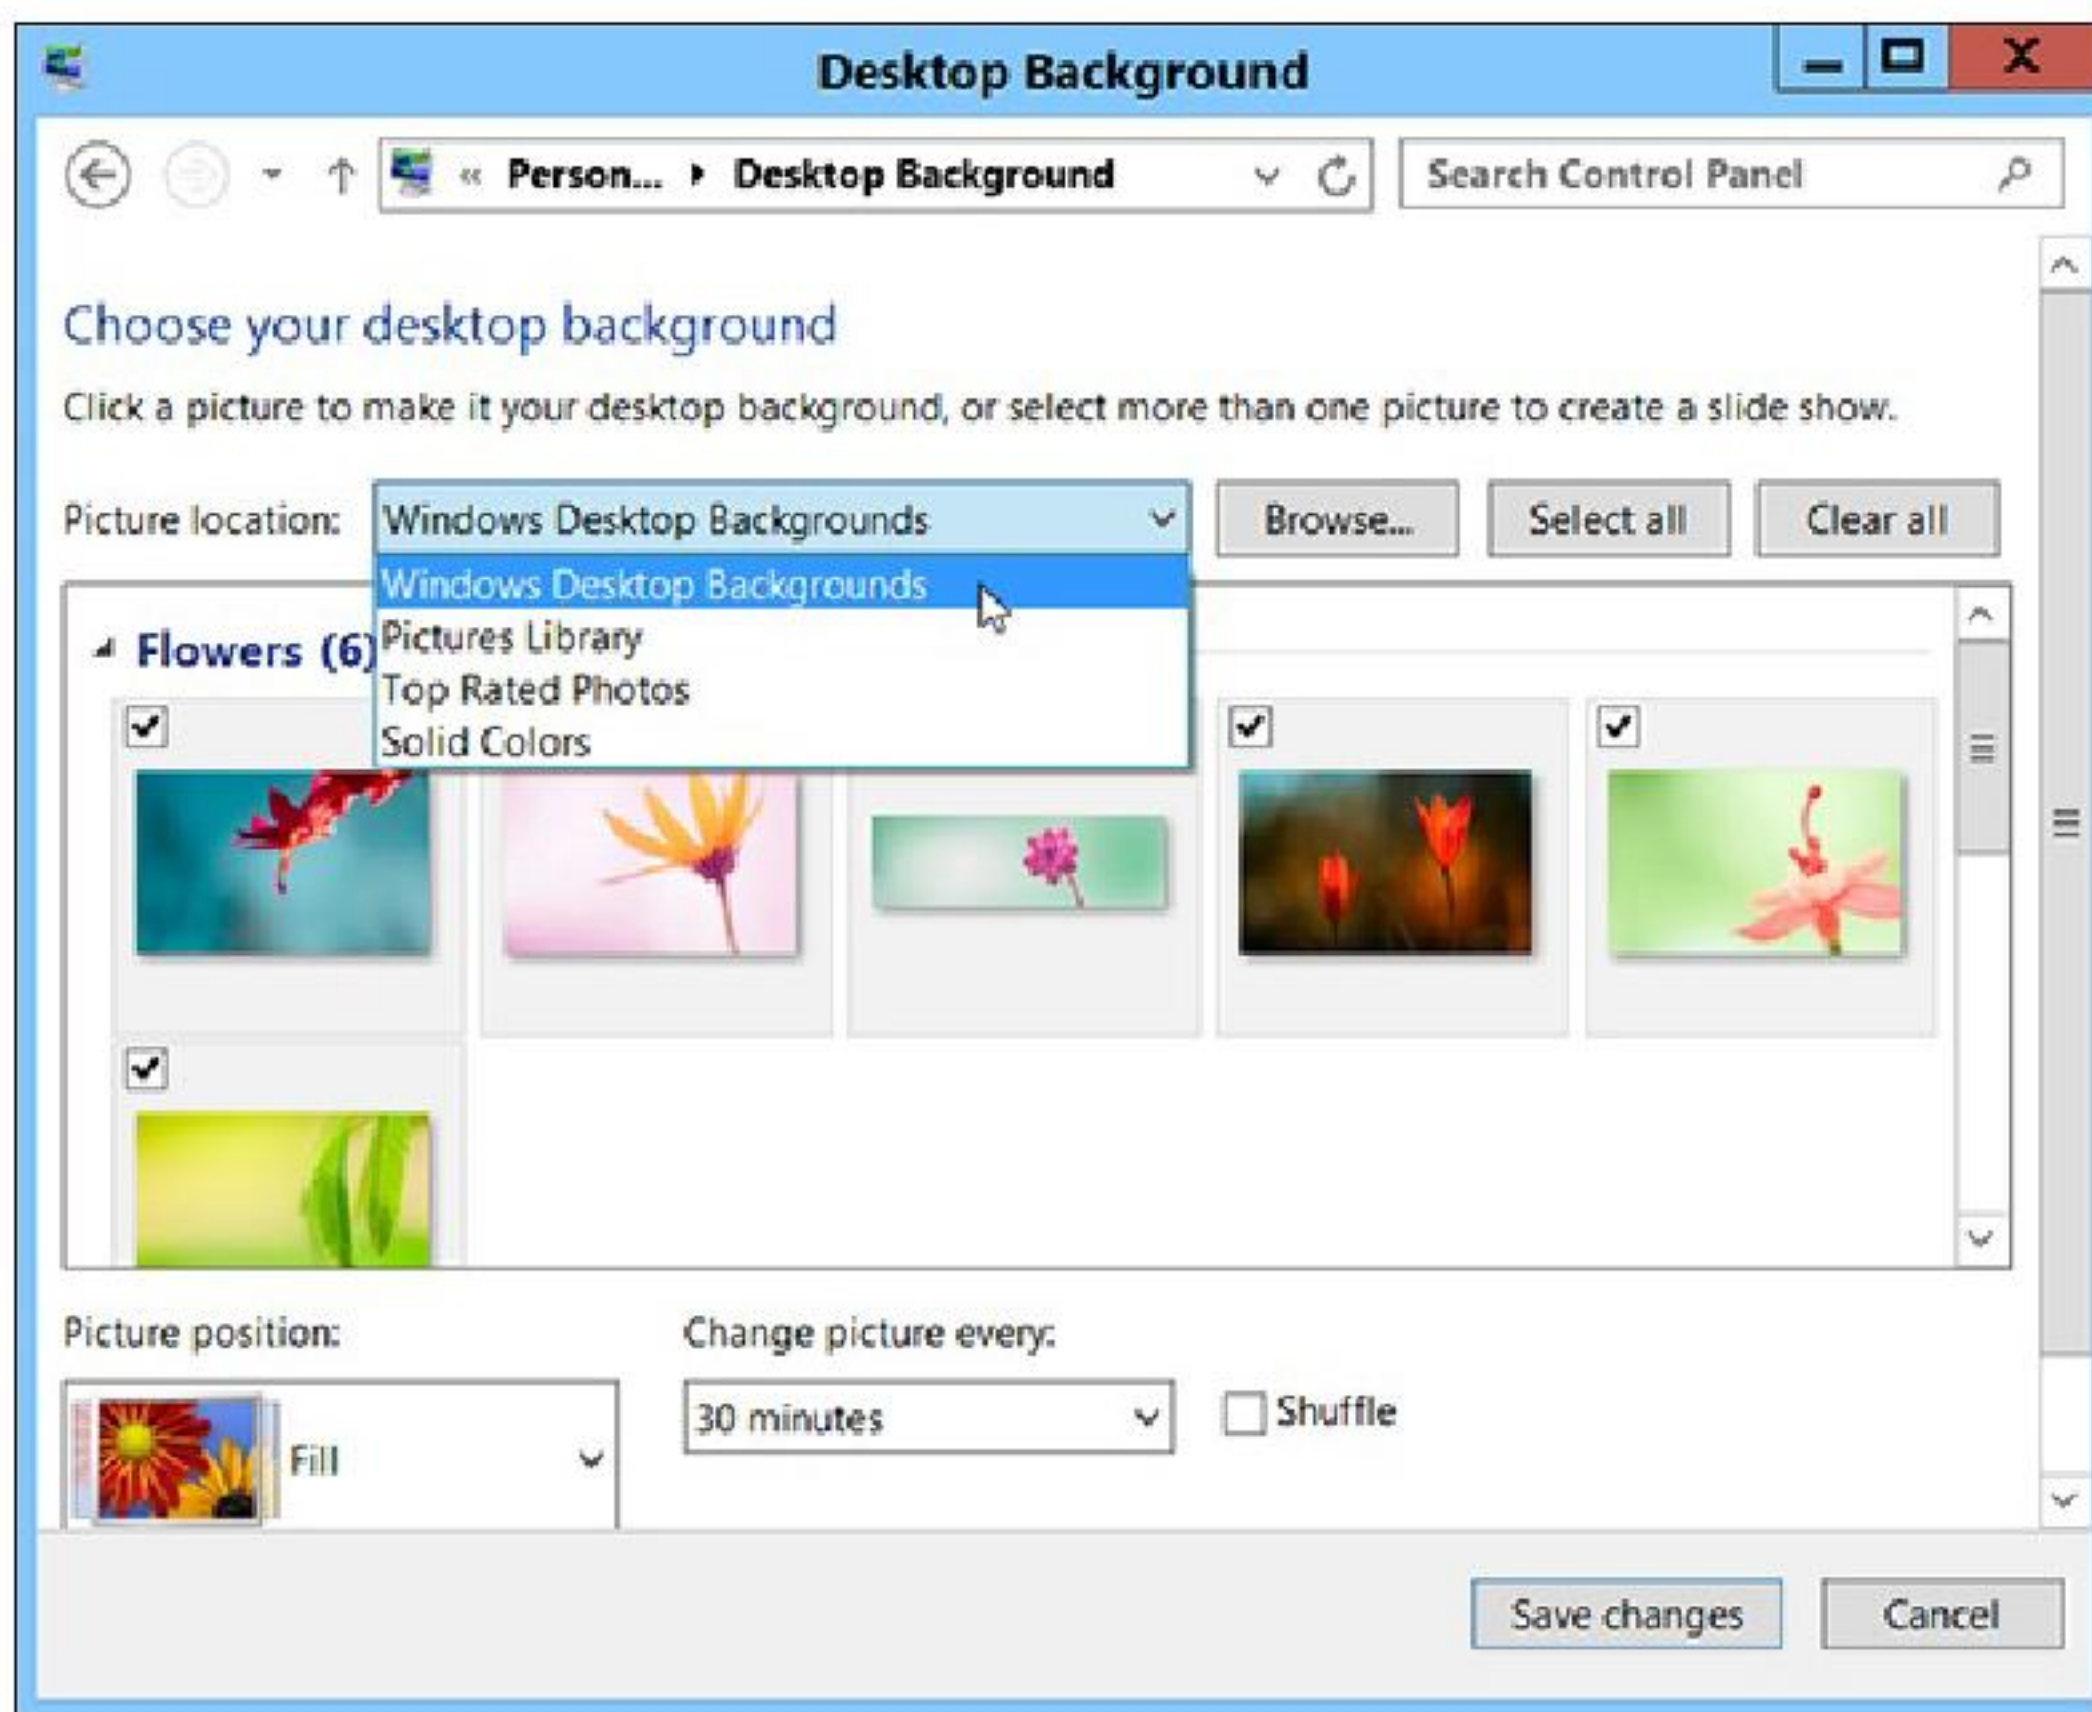 Desktop Background
« Person... ▸ Desktop Background
Search Control Panel
Choose your desktop background
Click a picture to make it your desktop background, or select more than one picture to create a slide show.
Picture location:
Windows Desktop Backgrounds
Browse...
Select all
Clear all
Windows Desktop Backgrounds
Pictures Library
Top Rated Photos
Solid Colors
Flowers (6)
Picture position:
Change picture every:
Fill
30 minutes
Shuffle
Save changes
Cancel